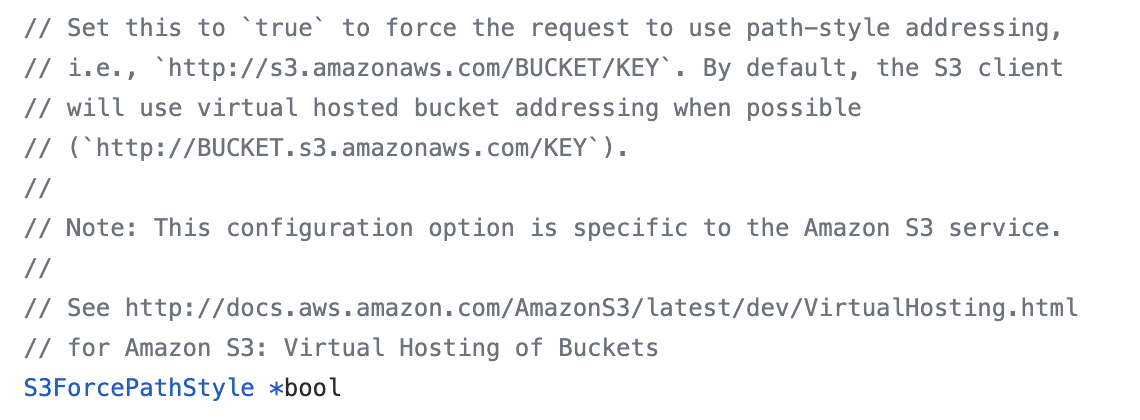 // Set this to `true` to force the request to use path-style addressing,
// i.e., `http://s3.amazonaws.com/BUCKET/KEY`. By default, the S3 client
// will use virtual hosted bucket addressing when possible
// (`http://BUCKET.s3.amazonaws.com/KEY`).
//
// Note: This configuration option is specific to the Amazon S3 service.
//
// See http://docs.aws.amazon.com/AmazonS3/latest/dev/VirtualHosting.html
// for Amazon S3: Virtual Hosting of Buckets
S3ForcePathStyle *bool